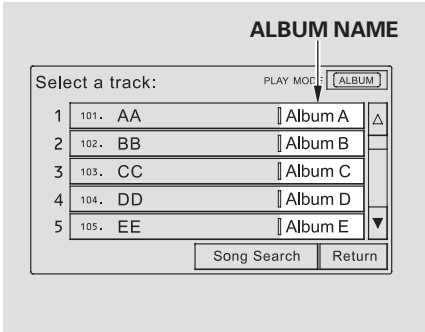 ALBUM NAME
Select a track: PLAY MODE ALBUM
1 101. AA Album A
2 102. BB Album B
3 103. CC Album C
4 104. DD Album D
5 105. EE Album E
Song Search Return